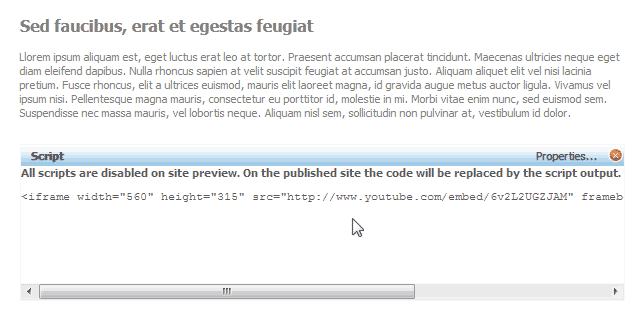 Sed faucibus, erat et egestas feugiat
Llorem ipsum aliquam est, eget luctus erat leo at tortor. Praesent accumsan placerat tincidunt. Maecenas ultricies neque eget
diam eleifend dapibus. Nulla rhoncus sapien at velit suscipit feugiat at accumsan justo. Aliquam aliquet elit vel nisi lacinia
pretium. Fusce rhoncus, elit a ultrices euismod, mauris elit laoreet magna, id gravida augue metus auctor ligula. Vivamus vel
ipsum nisi. Pellentesque magna mauris, consectetur eu porttitor id, molestie in mi. Morbi vitae enim nunc, sed euismod sem.
Suspendisse nec massa mauris, vel lobortis neque. Aliquam nisl sem, sollicitudin non pulvinar at, vestibulum id dolor.
Script Properties...
All scripts are disabled on site preview. On the published site the code will be replaced by the script output.
<iframe width="560" height="315" src="http://www.youtube.com/embed/6v2L2UGZJAM" frameb